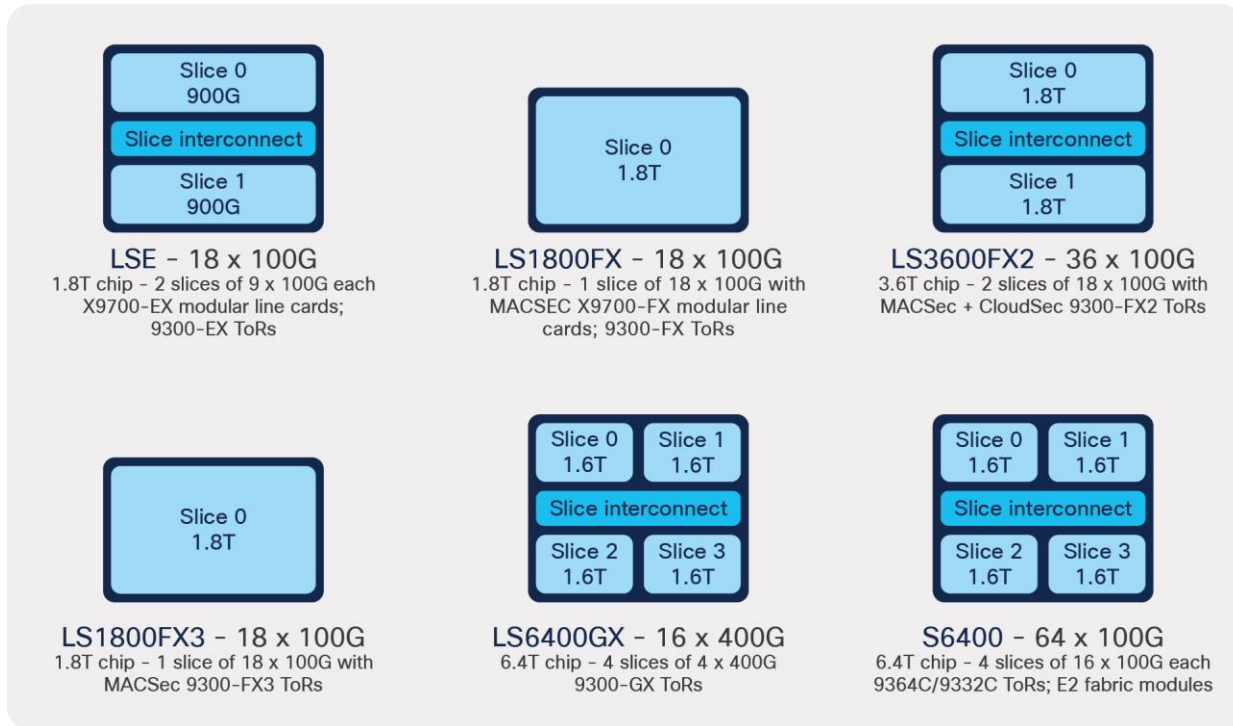 Slice 0
900G
Slice interconnect
Slice 1
900G
LSE - 18 x 100G
1.8T chip - 2 slices of 9 x 100G each
X9700-EX modular line cards;
9300-EX ToRs
Slice 0
1.8T
LS1800FX - 18 x 100G
1.8T chip - 1 slice of 18 x 100G with
MACSEC X9700-FX modular line
cards; 9300-FX ToRs
Slice 0
1.8T
Slice interconnect
Slice 1
1.8T
LS3600FX2 - 36 x 100G
3.6T chip - 2 slices of 18 x 100G with
MACSec + CloudSec 9300-FX2 ToRs
Slice 0
1.8T
LS1800FX3 - 18 x 100G
1.8T chip - 1 slice of 18 x 100G with
MACSec 9300-FX3 ToRs
Slice 0 Slice 1
1.6T 1.6T
Slice interconnect
Slice 2 Slice 3
1.6T 1.6T
LS6400GX - 16 x 400G
6.4T chip - 4 slices of 4 x 400G
9300-GX ToRs
Slice 0 Slice 1
1.6T 1.6T
Slice interconnect
Slice 2 Slice 3
1.6T 1.6T
S6400 - 64 x 100G
6.4T chip - 4 slices of 16 x 100G each
9364C/9332C ToRs; E2 fabric modules